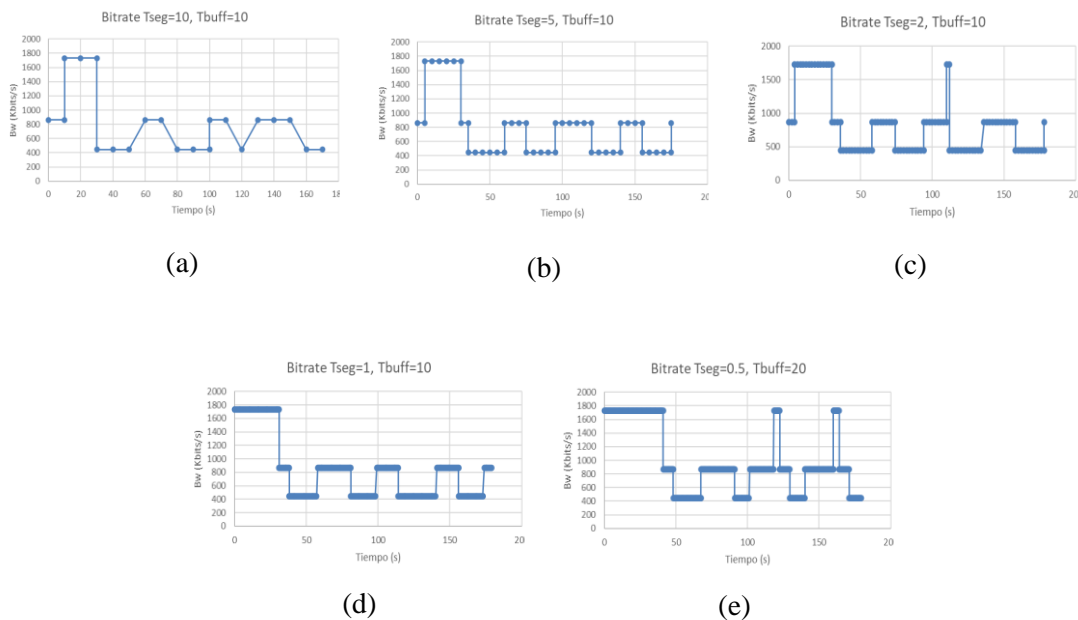 Bitrate Tseg=10, Tbuff=10
Bw (Kbits/s)
2000
1800
1600
1400
1200
1000
800
600
400
200
0
0 20 40 60 80 100 120 140 160 18
Tiempo (s)
(a)
Bitrate Tseg=5, Tbuff=10
Bw (Kbits/s)
2000
1800
1600
1400
1200
1000
800
600
400
200
0
0 50 100 150 20
Tiempo (s)
(b)
Bitrate Tseg=2, Tbuff=10
Bw (Kbits/s)
2000
1500
1000
500
0
0 50 100 150 20
Tiempo (s)
(c)
Bitrate Tseg=1, Tbuff=10
Bw (Kbits/s)
2000
1800
1600
1400
1200
1000
800
600
400
200
0
0 50 100 150 20
Tiempo (s)
(d)
Bitrate Tseg=0.5, Tbuff=20
Bw (Kbits/s)
2000
1800
1600
1400
1200
1000
800
600
400
200
0
0 50 100 150 20
Tiempo (s)
(e)